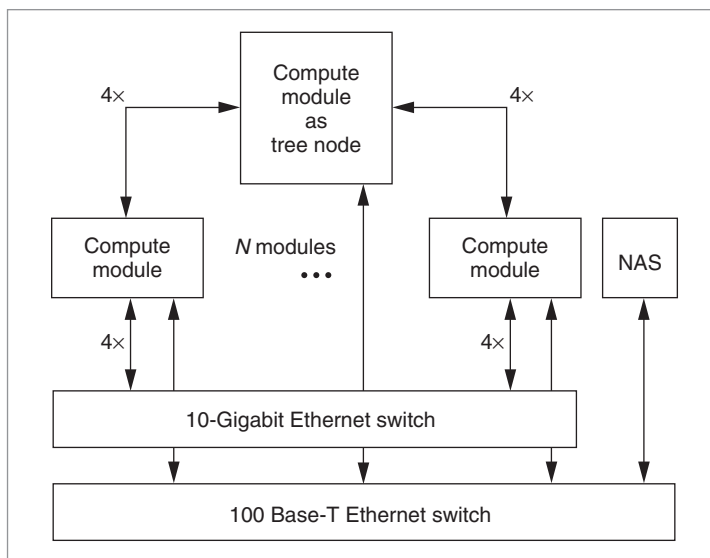 Compute
module
as
tree node
4×
4×
Compute
module
N modules
•••
Compute
module
NAS
4×
4×
10-Gigabit Ethernet switch
100 Base-T Ethernet switch